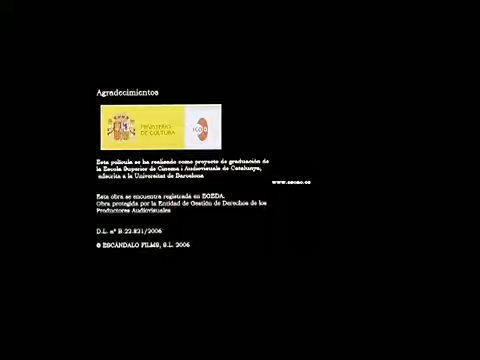 Agradecimientos
MINISTERIO
DE CULTURA
Esta película se ha realizado como proyecto de graduación de
la Escola Superior de Cinema i Audiovisuals de Catalunya,
adscrita a la Universitat de Barcelona
www.escac.es
Esta obra se encuentra registrada en EGEDA.
Obra protegida por la Entidad de Gestión de Derechos de los
Productores Audiovisuales
D.L. nº B-22.821/2006
© ESCÁNDALO FILMS, S.L. 2006